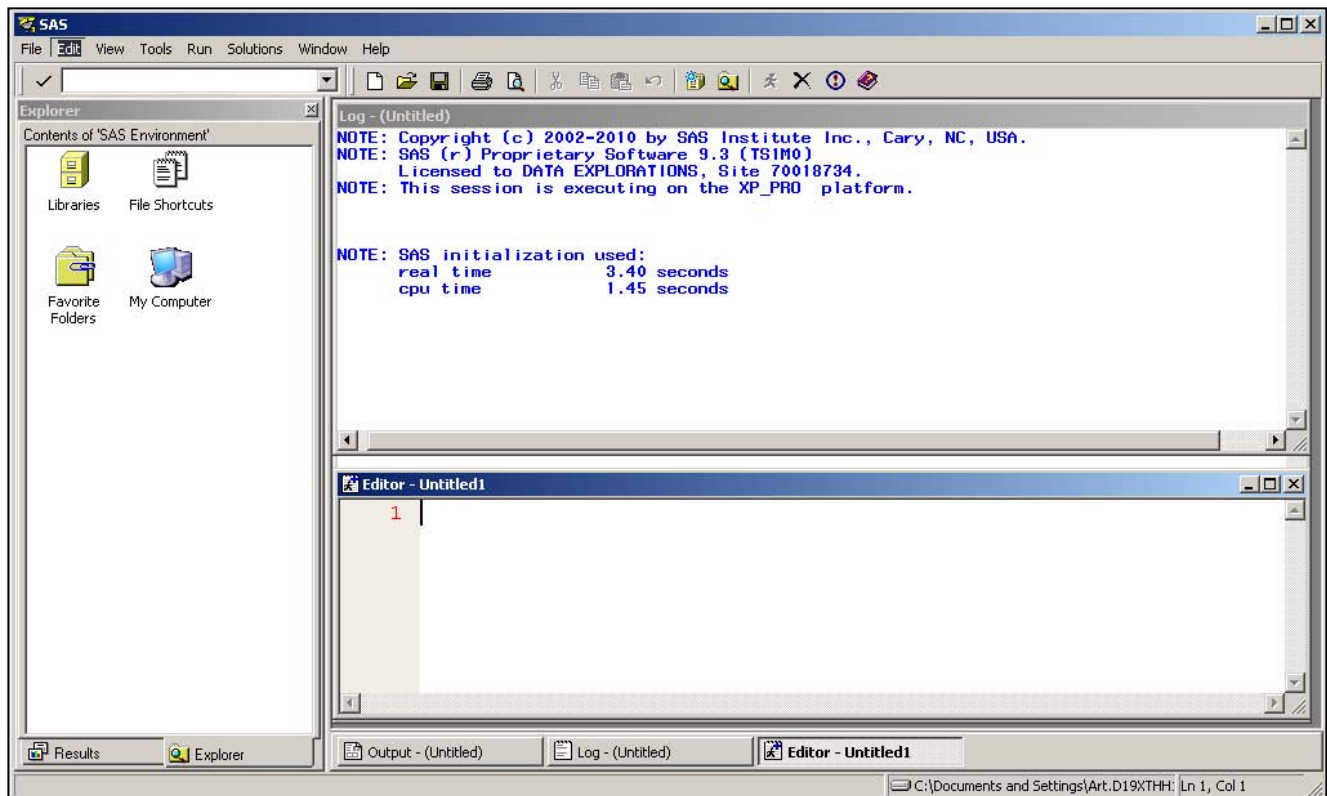 SAS
File Edit View Tools Run Solutions Window Help
Explorer
Contents of 'SAS Environment'
Libraries
File Shortcuts
Favorite
Folders
My Computer
Log - (Untitled)
NOTE: Copyright (c) 2002-2010 by SAS Institute Inc., Cary, NC, USA.
NOTE: SAS (r) Proprietary Software 9.3 (TS1M0)
Licensed to DATA EXPLORATIONS, Site 70018734.
NOTE: This session is executing on the XP_PRO platform.
NOTE: SAS initialization used:
real time 3.40 seconds
cpu time 1.45 seconds
Editor - Untitled1
1
Results
Explorer
Output - (Untitled)
Log - (Untitled)
Editor - Untitled1
C:\Documents and Settings\Art.D19XTHH:
Ln 1, Col 1